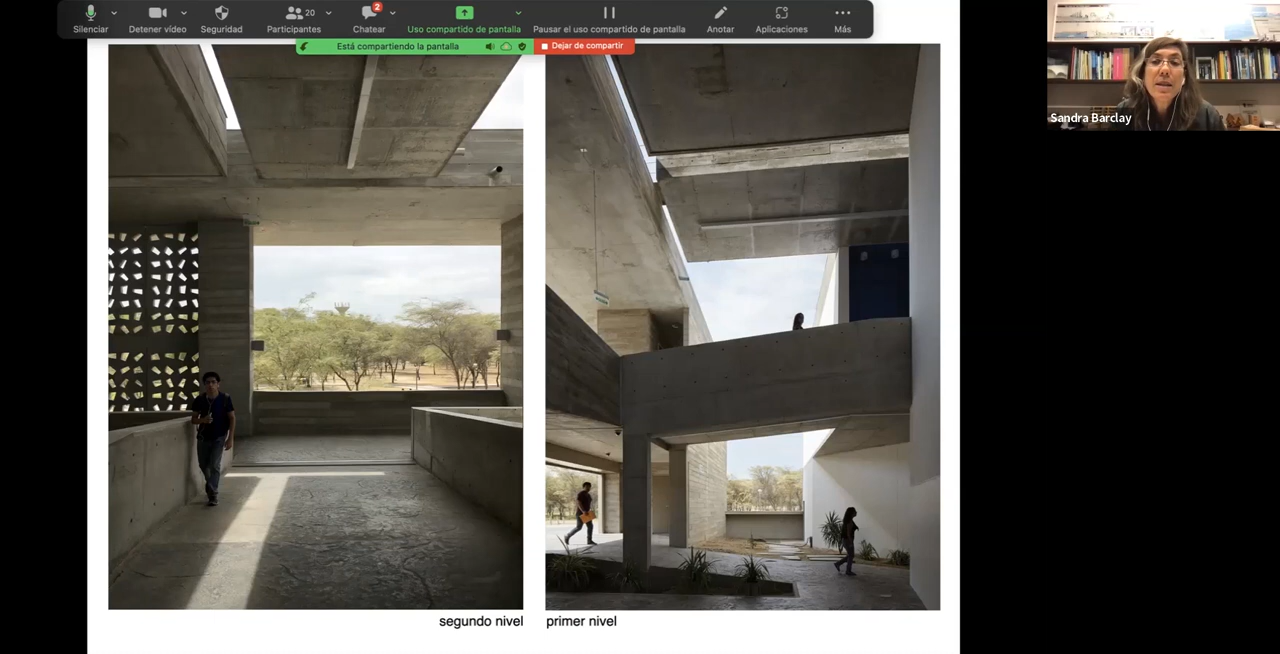 20
2
Silenciar
Detener vídeo
Seguridad
Participantes
Chatear
Uso compartido de pantalla
Pausar el uso compartido de pantalla
Anotar
Aplicaciones
Más
Está compartiendo la pantalla
Dejar de compartir
Sandra Barclay
segundo nivel
primer nivel